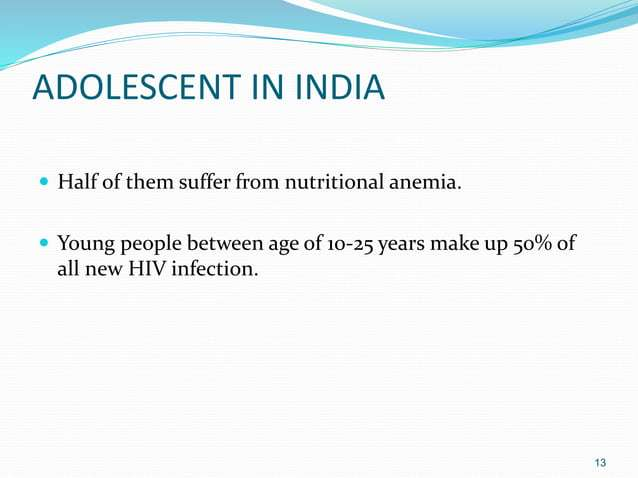 ADOLESCENT IN INDIA
• Half of them suffer from nutritional anemia.
• Young people between age of 10-25 years make up 50% of
all new HIV infection.
13